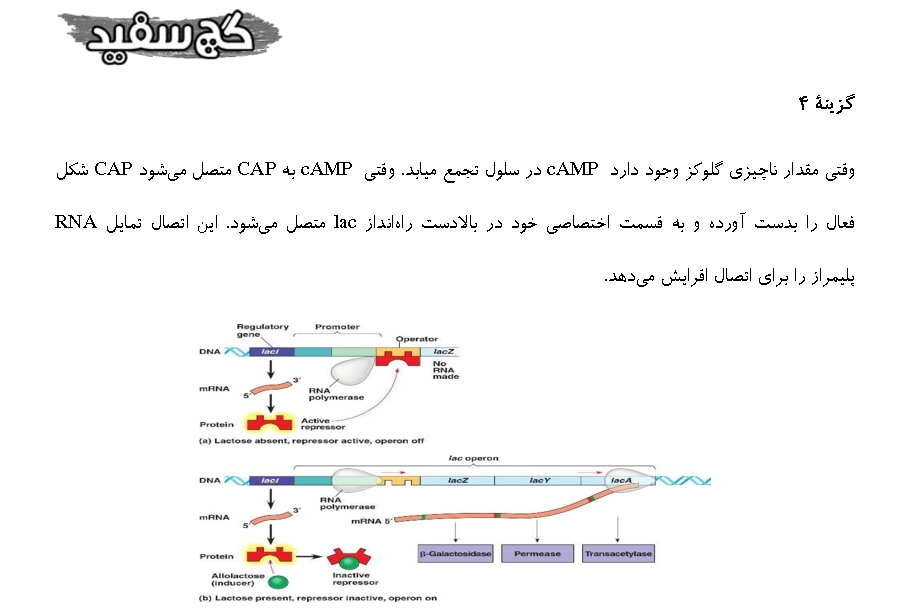 گچ سفید
گزینهٔ ۴
وقتی مقدار ناچیزی گلوکز وجود دارد cAMP در سلول تجمع میابد. وقتی cAMP به CAP متصل می‌شود CAP شکل
فعال را بدست آورده و به قسمت اختصاصی خود در بالادست راه‌انداز lac متصل می‌شود. این اتصال تمایل RNA
پلیمراز را برای اتصال افرایش می‌دهد.
Regulatory gene
Promoter
Operator
DNA
lacI
lacZ
No RNA made
mRNA
5'
3'
RNA polymerase
Protein
Active repressor
(a) Lactose absent, repressor active, operon off
lac operon
DNA
lacI
lacZ
lacY
lacA
RNA polymerase
mRNA
5'
3'
mRNA 5'
Protein
β-Galactosidase
Permease
Transacetylase
Allolactose (inducer)
Inactive repressor
(b) Lactose present, repressor inactive, operon on